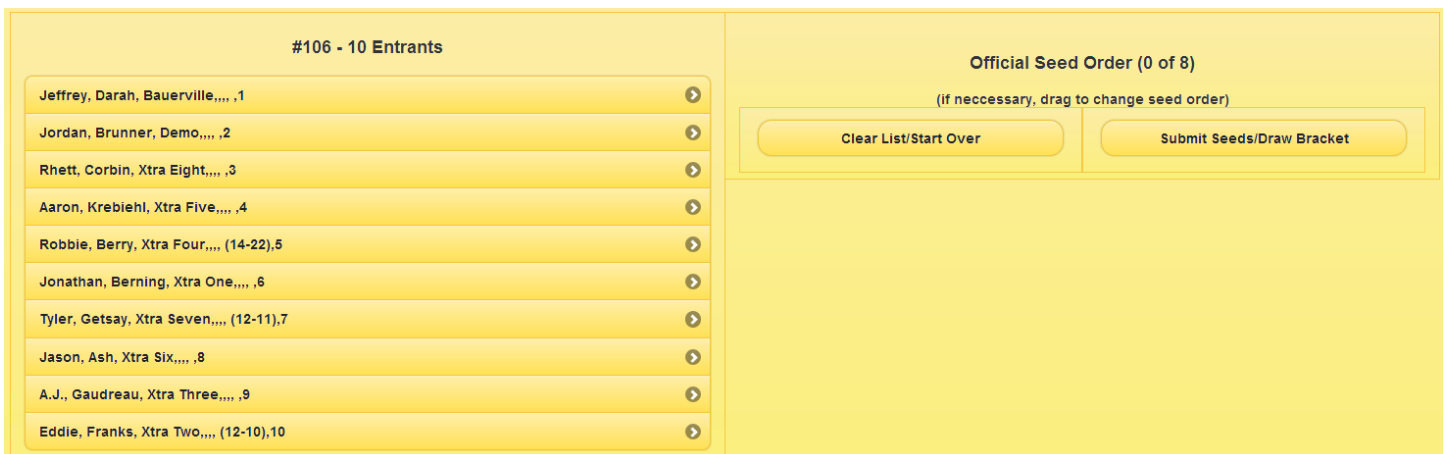 #106 - 10 Entrants
Jeffrey, Darah, Bauerville,,,, ,1
Jordan, Brunner, Demo,,,, ,2
Rhett, Corbin, Xtra Eight,,,, ,3
Aaron, Krebiehl, Xtra Five,,,, ,4
Robbie, Berry, Xtra Four,,,, (14-22),5
Jonathan, Berning, Xtra One,,,, ,6
Tyler, Getsay, Xtra Seven,,,, (12-11),7
Jason, Ash, Xtra Six,,,, ,8
A.J., Gaudreau, Xtra Three,,,, ,9
Eddie, Franks, Xtra Two,,,, (12-10),10
Official Seed Order (0 of 8)
(if neccessary, drag to change seed order)
Clear List/Start Over
Submit Seeds/Draw Bracket